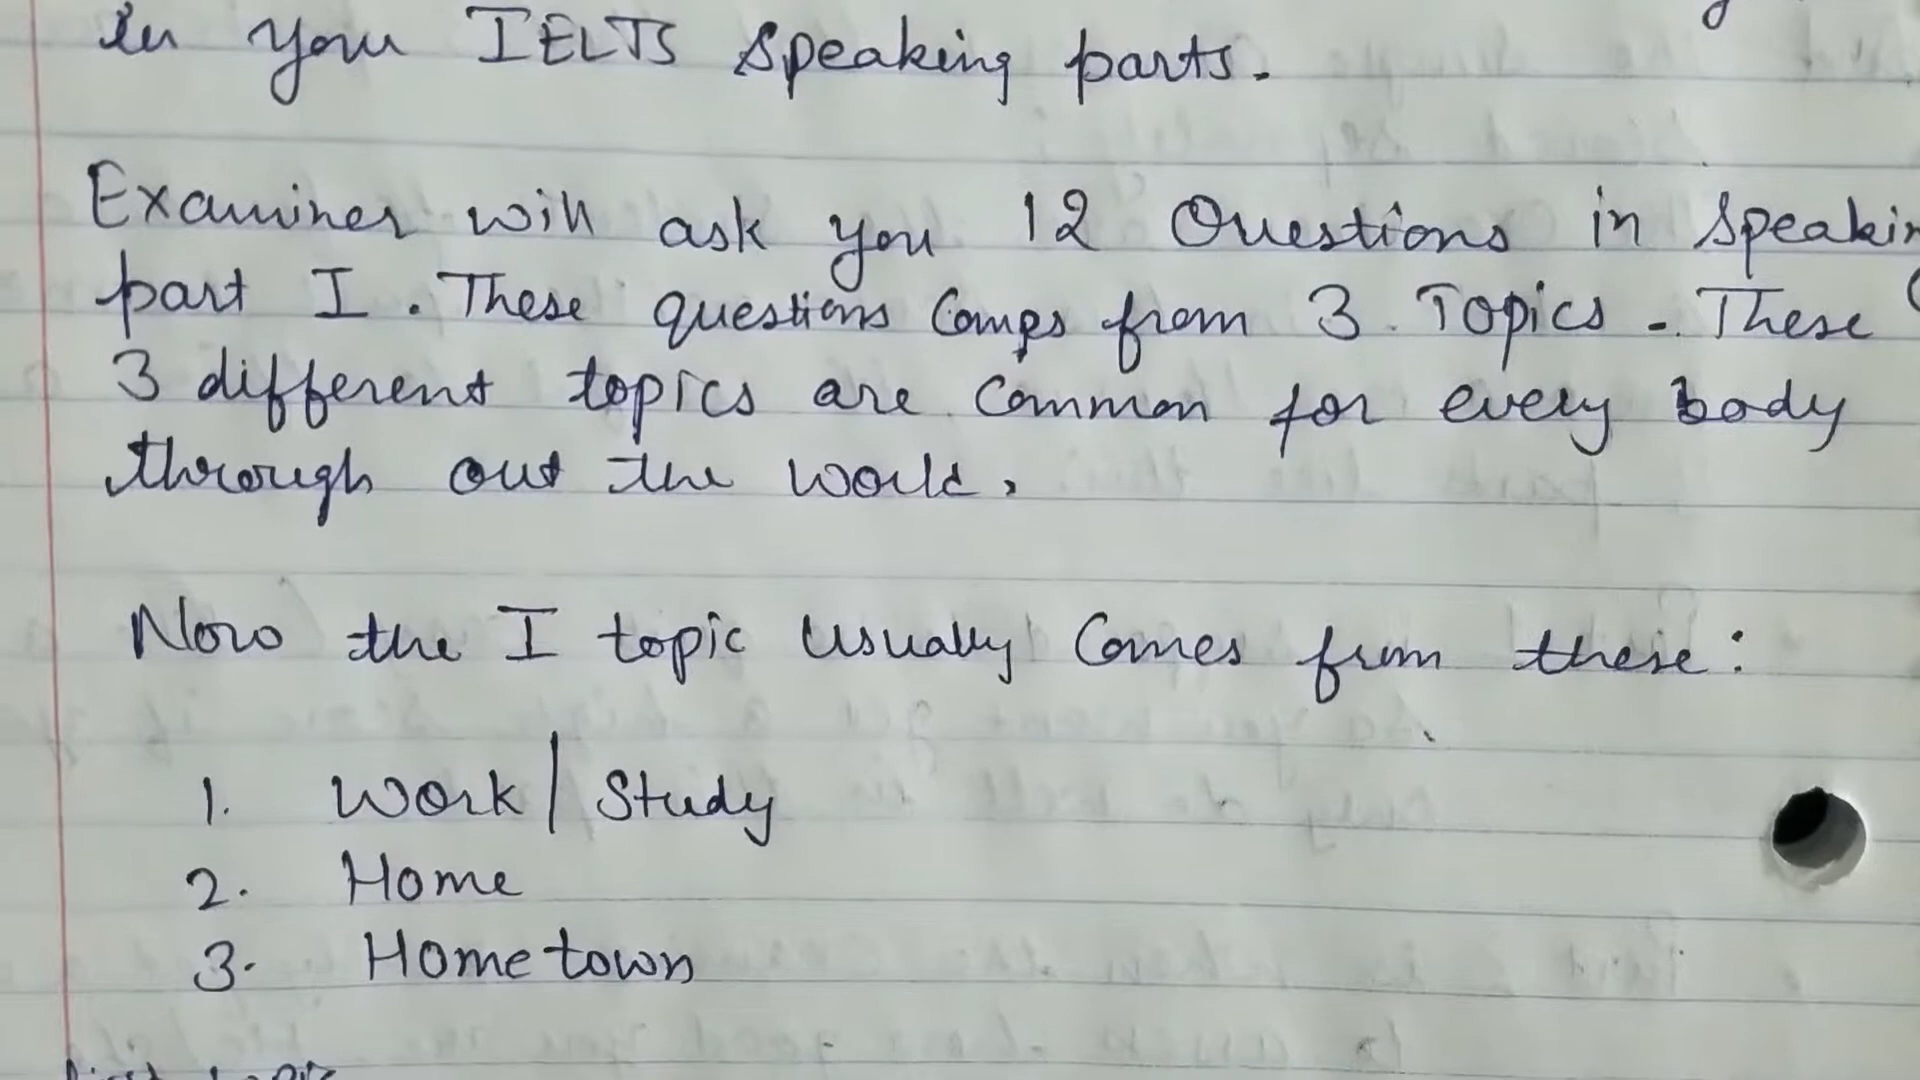 in your IELTS Speaking parts.
Examiner will ask you 12 Questions in Speakin
part I. These questions Comes from 3 Topics. These
3 different topics are Common for every body
through out the world.
Now the I topic usually Comes from these:
1. Work/Study
2. Home
3. Hometown